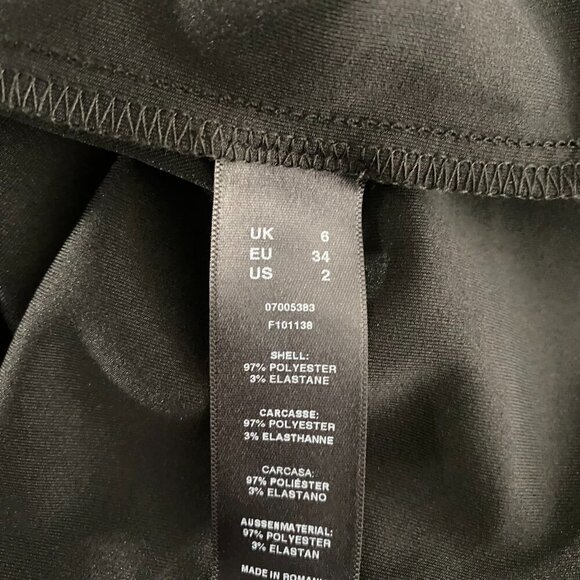 UK 6
EU 34
US 2
07005383
F101138
SHELL:
97% POLYESTER
3% ELASTANE
CARCASSE:
97% POLYESTER
3% ELASTHANNE
CARCASA:
97% POLIÉSTER
3% ELASTANO
AUSSENMATERIAL:
97% POLYESTER
3% ELASTAN
MADE IN